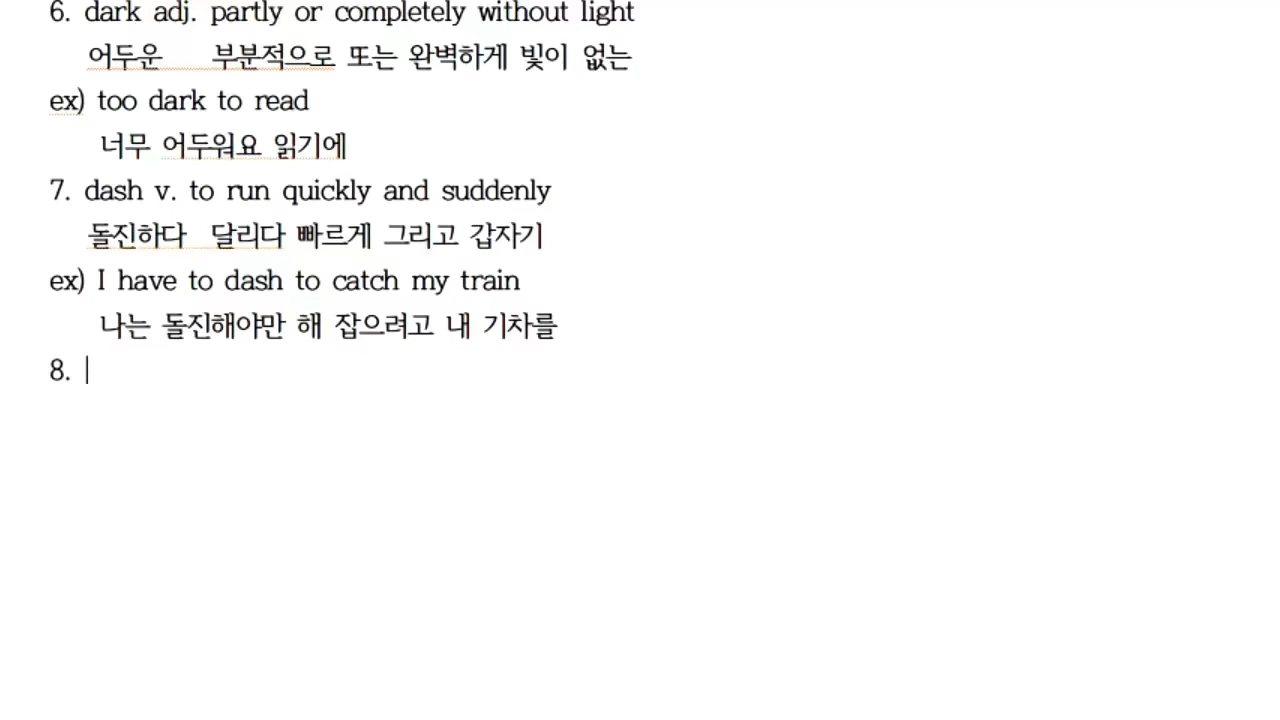 6. dark adj. partly or completely without light
어두운 부분적으로 또는 완벽하게 빛이 없는
ex) too dark to read
너무 어두워요 읽기에
7. dash v. to run quickly and suddenly
돌진하다 달리다 빠르게 그리고 갑자기
ex) I have to dash to catch my train
나는 돌진해야만 해 잡으려고 내 기차를
8.